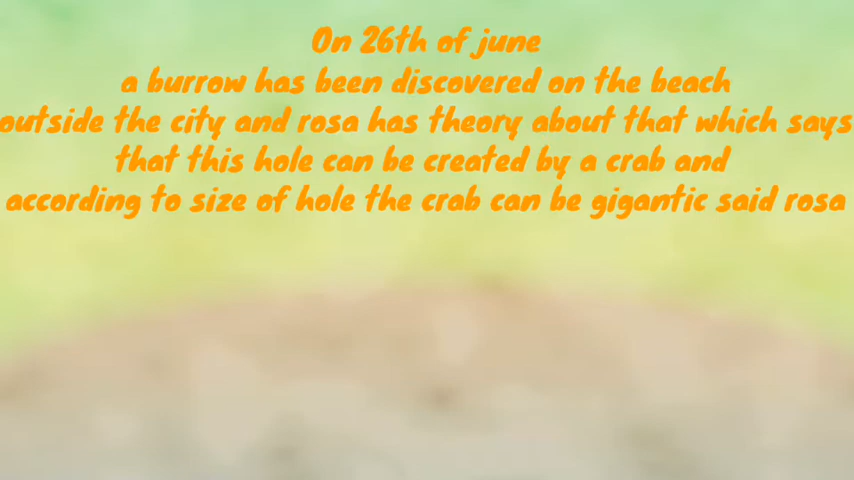 On 26th of june
a burrow has been discovered on the beach
outside the city and rosa has theory about that which says
that this hole can be created by a crab and
according to size of hole the crab can be gigantic said rosa